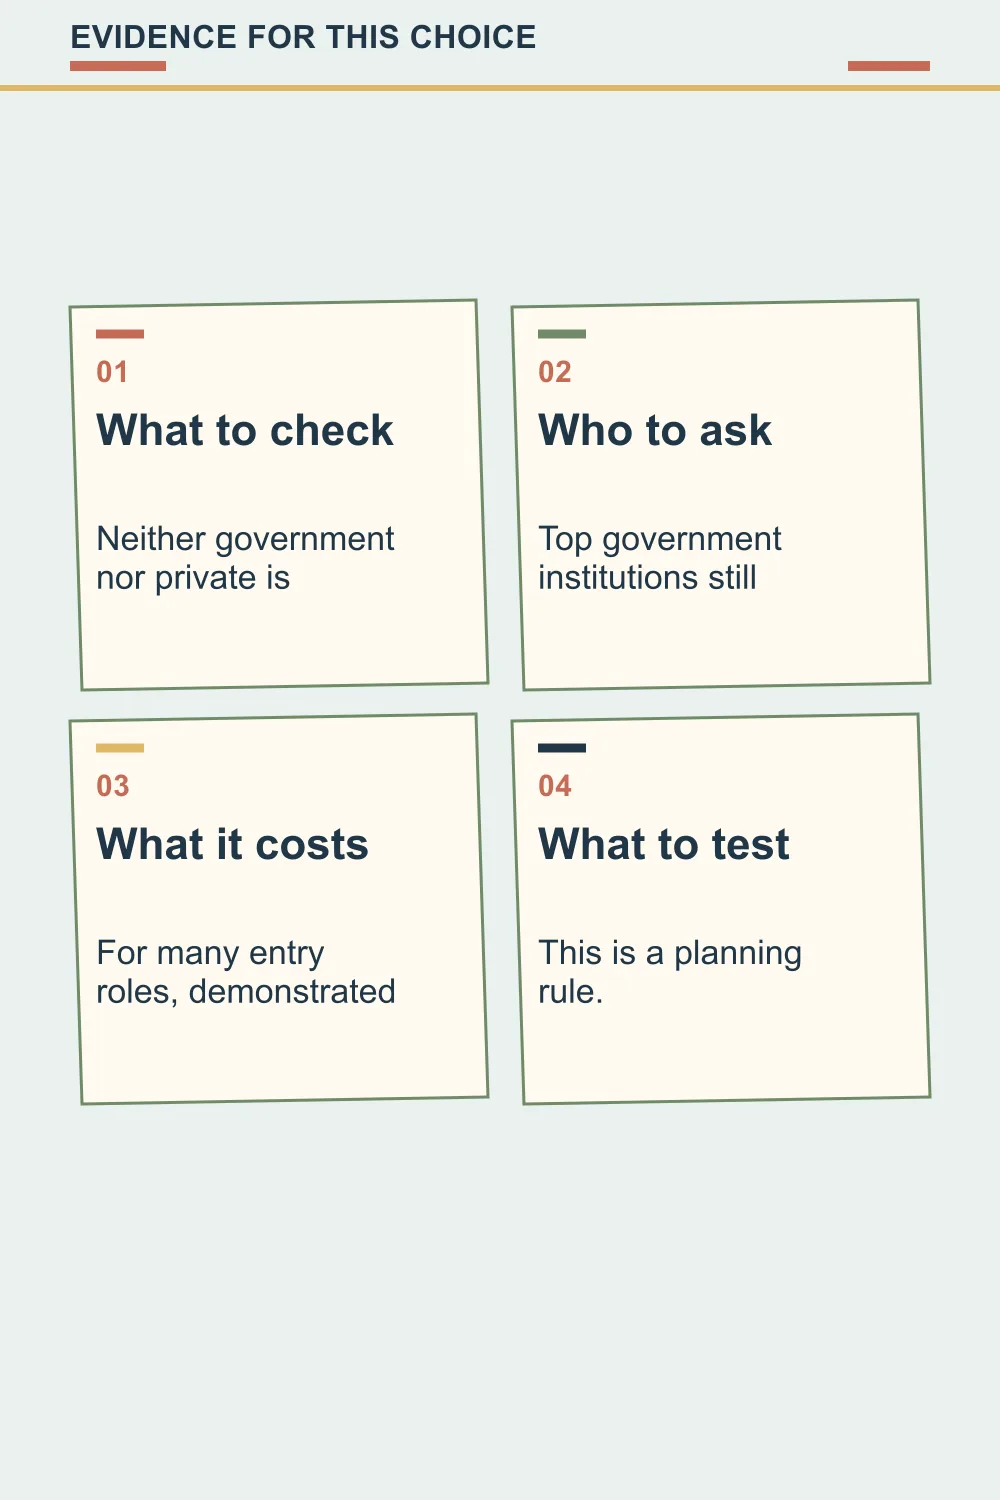 EVIDENCE FOR THIS CHOICE
01
What to check
Neither government
nor private is
02
Who to ask
Top government
institutions still
03
What it costs
For many entry
roles, demonstrated
04
What to test
This is a planning
rule.